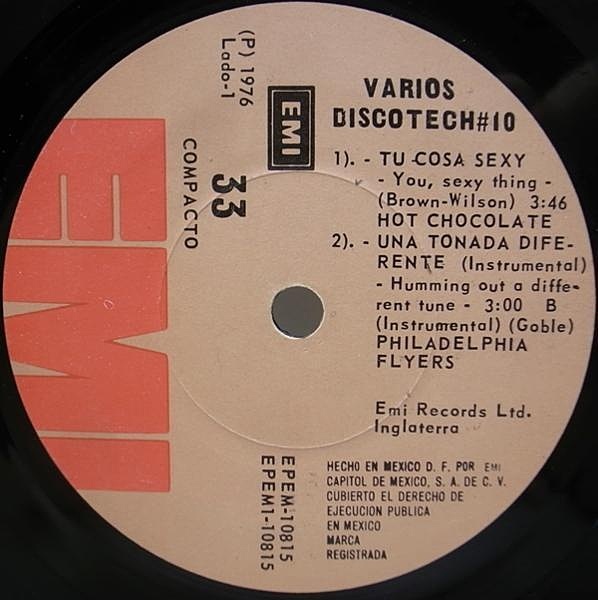 VARIOS
DISCOTECH#10
1). - TU COSA SEXY
- You, sexy thing -
(Brown-Wilson) 3:46
HOT CHOCOLATE
2). - UNA TONADA DIFE-
RENTE (Instrumental)
- Humming out a diffe-
rent tune - 3:00 B
(Instrumental) (Goble)
PHILADELPHIA
FLYERS
Emi Records Ltd.
Inglaterra
HECHO EN MEXICO D. F. POR EMI
CAPITOL DE MEXICO, S. A. DE C. V.
CUBIERTO EL DERECHO DE
EJECUCION PUBLICA
EN MEXICO
MARCA
REGISTRADA
(P) 1976
Lado-1
EMI
33
COMPACTO
EPEM-10815
EPEM1-10815
EMI